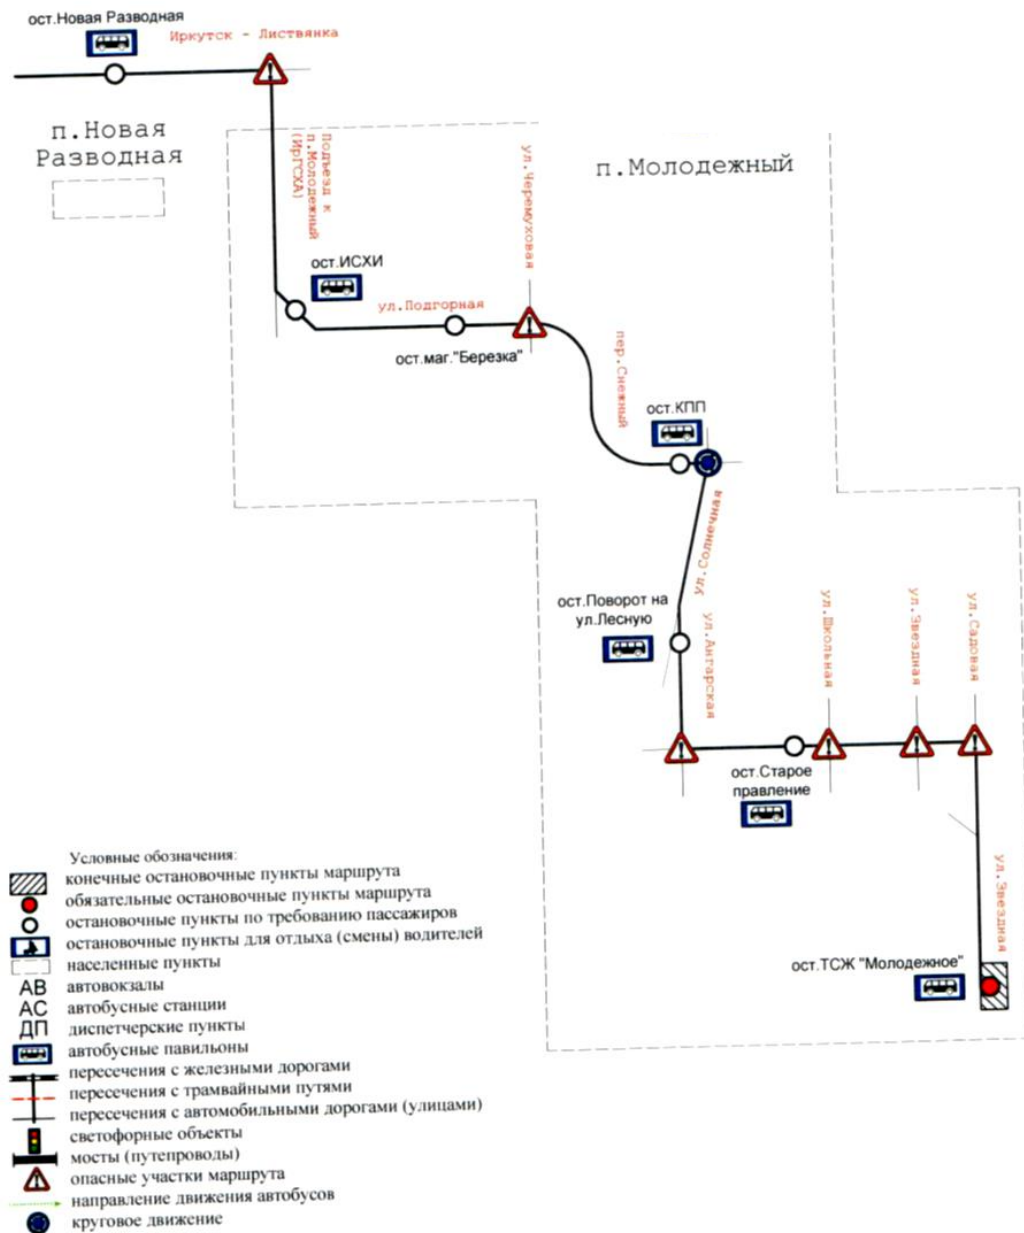 ост.Новая Разводная
Иркутск - Листвянка
п.Новая
Разводная
Подъезд к
п.Молодежный
(ИрГСХА)
ул.Черемуховая
п.Молодежный
ост.ИСХИ
ул.Подгорная
ост.маг."Березка"
пер.Снежный
ост.КПП
ул.Солнечная
ост.Поворот на
ул.Лесную
ул.Ангарская
ул.Школьная
ул.Звездная
ул.Садовая
ост.Старое
правление
ул.Звездная
ост.ТСЖ "Молодежное"
Условные обозначения:
конечные остановочные пункты маршрута
обязательные остановочные пункты маршрута
остановочные пункты по требованию пассажиров
остановочные пункты для отдыха (смены) водителей
населенные пункты
АВ автовокзалы
АС автобусные станции
ДП диспетчерские пункты
автобусные павильоны
пересечения с железными дорогами
пересечения с трамвайными путями
пересечения с автомобильными дорогами (улицами)
светофорные объекты
мосты (путепроводы)
опасные участки маршрута
направление движения автобусов
круговое движение